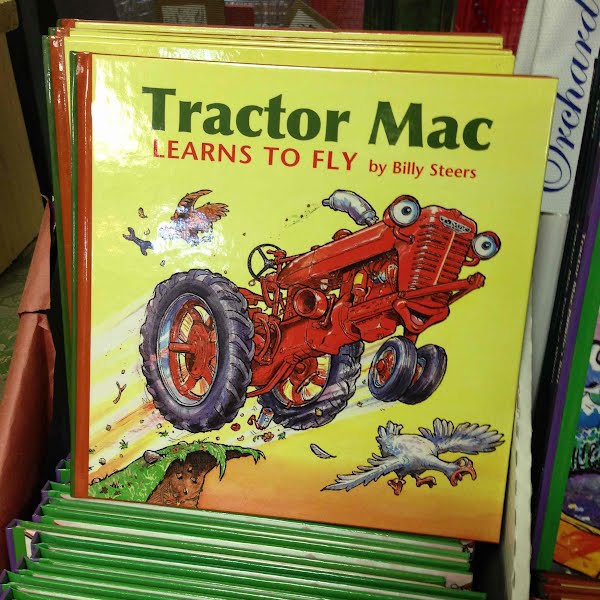 Tractor Mac
LEARNS TO FLY by Billy Steers
Orchard